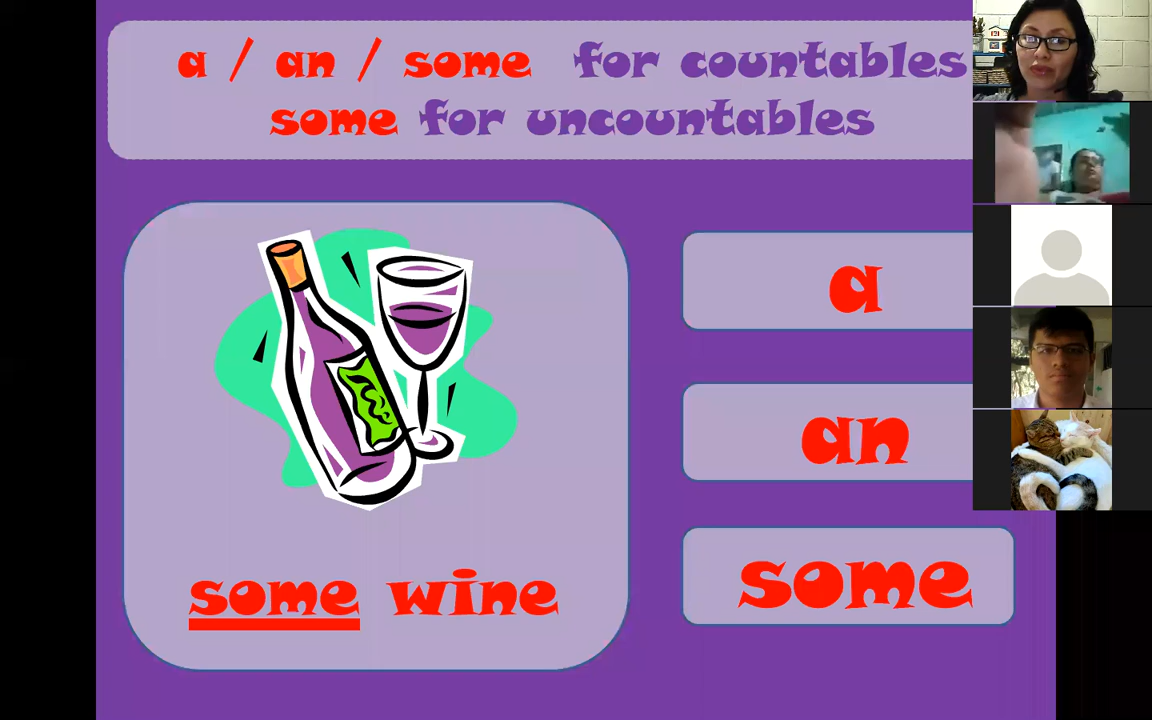 a / an / some for countables
some for uncountables
a
an
some wine
some